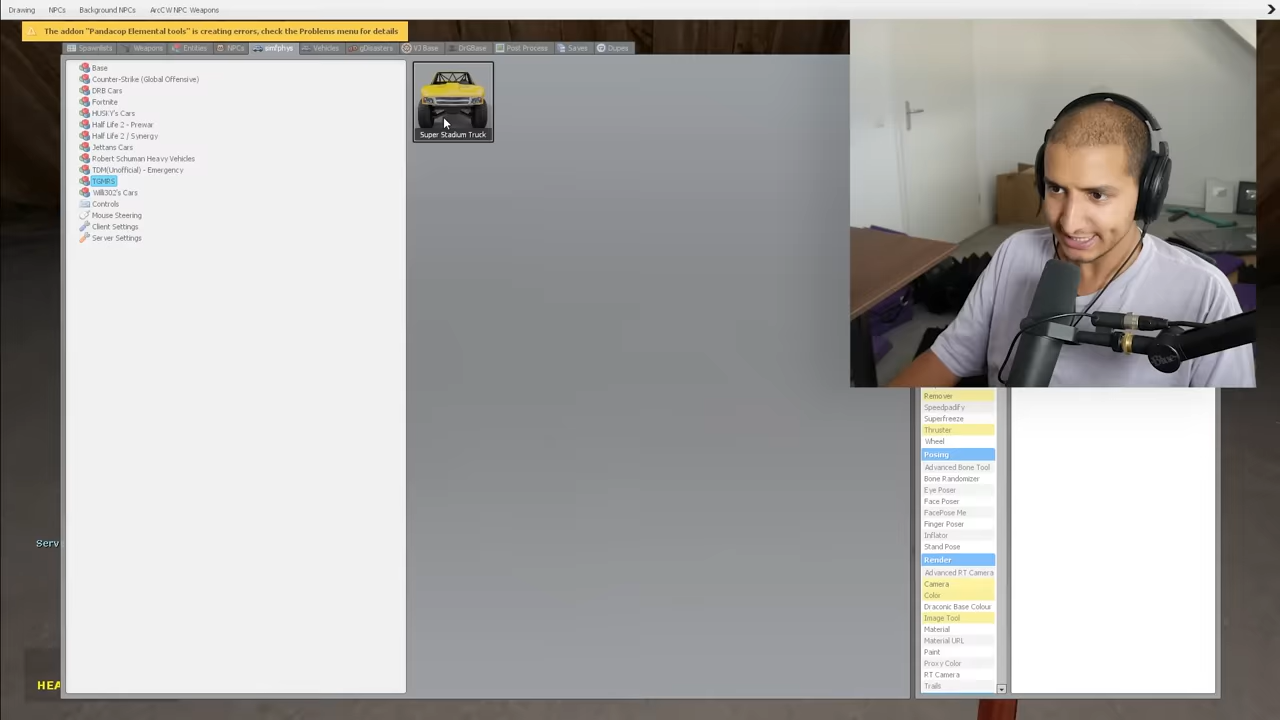 Drawing NPCs Background NPCs ArcCW NPC Weapons
The addon "Pandacop Elemental tools" is creating errors, check the Problems menu for details
Spawnlists Weapons Entities NPCs simfphys Vehicles gDisasters VJ Base DrGBase Post Process Saves Dupes
Base
Counter-Strike (Global Offensive)
DRB Cars
Fortnite
HUSKY's Cars
Half Life 2 - Prewar
Half Life 2 / Synergy
Jettans Cars
Robert Schuman Heavy Vehicles
TDM(Unofficial) - Emergency
TGMRS
Willi302's Cars
Controls
Mouse Steering
Client Settings
Server Settings
Super Stadium Truck
Remover
Speedpadify
Superfreeze
Thruster
Wheel
Posing
Advanced Bone Tool
Bone Randomizer
Eye Poser
Face Poser
FacePose Me
Finger Poser
Inflator
Stand Pose
Render
Advanced RT Camera
Camera
Color
Draconic Base Colour
Image Tool
Material
Material URL
Paint
Proxy Color
RT Camera
Trails
Serv
HEA
Blue